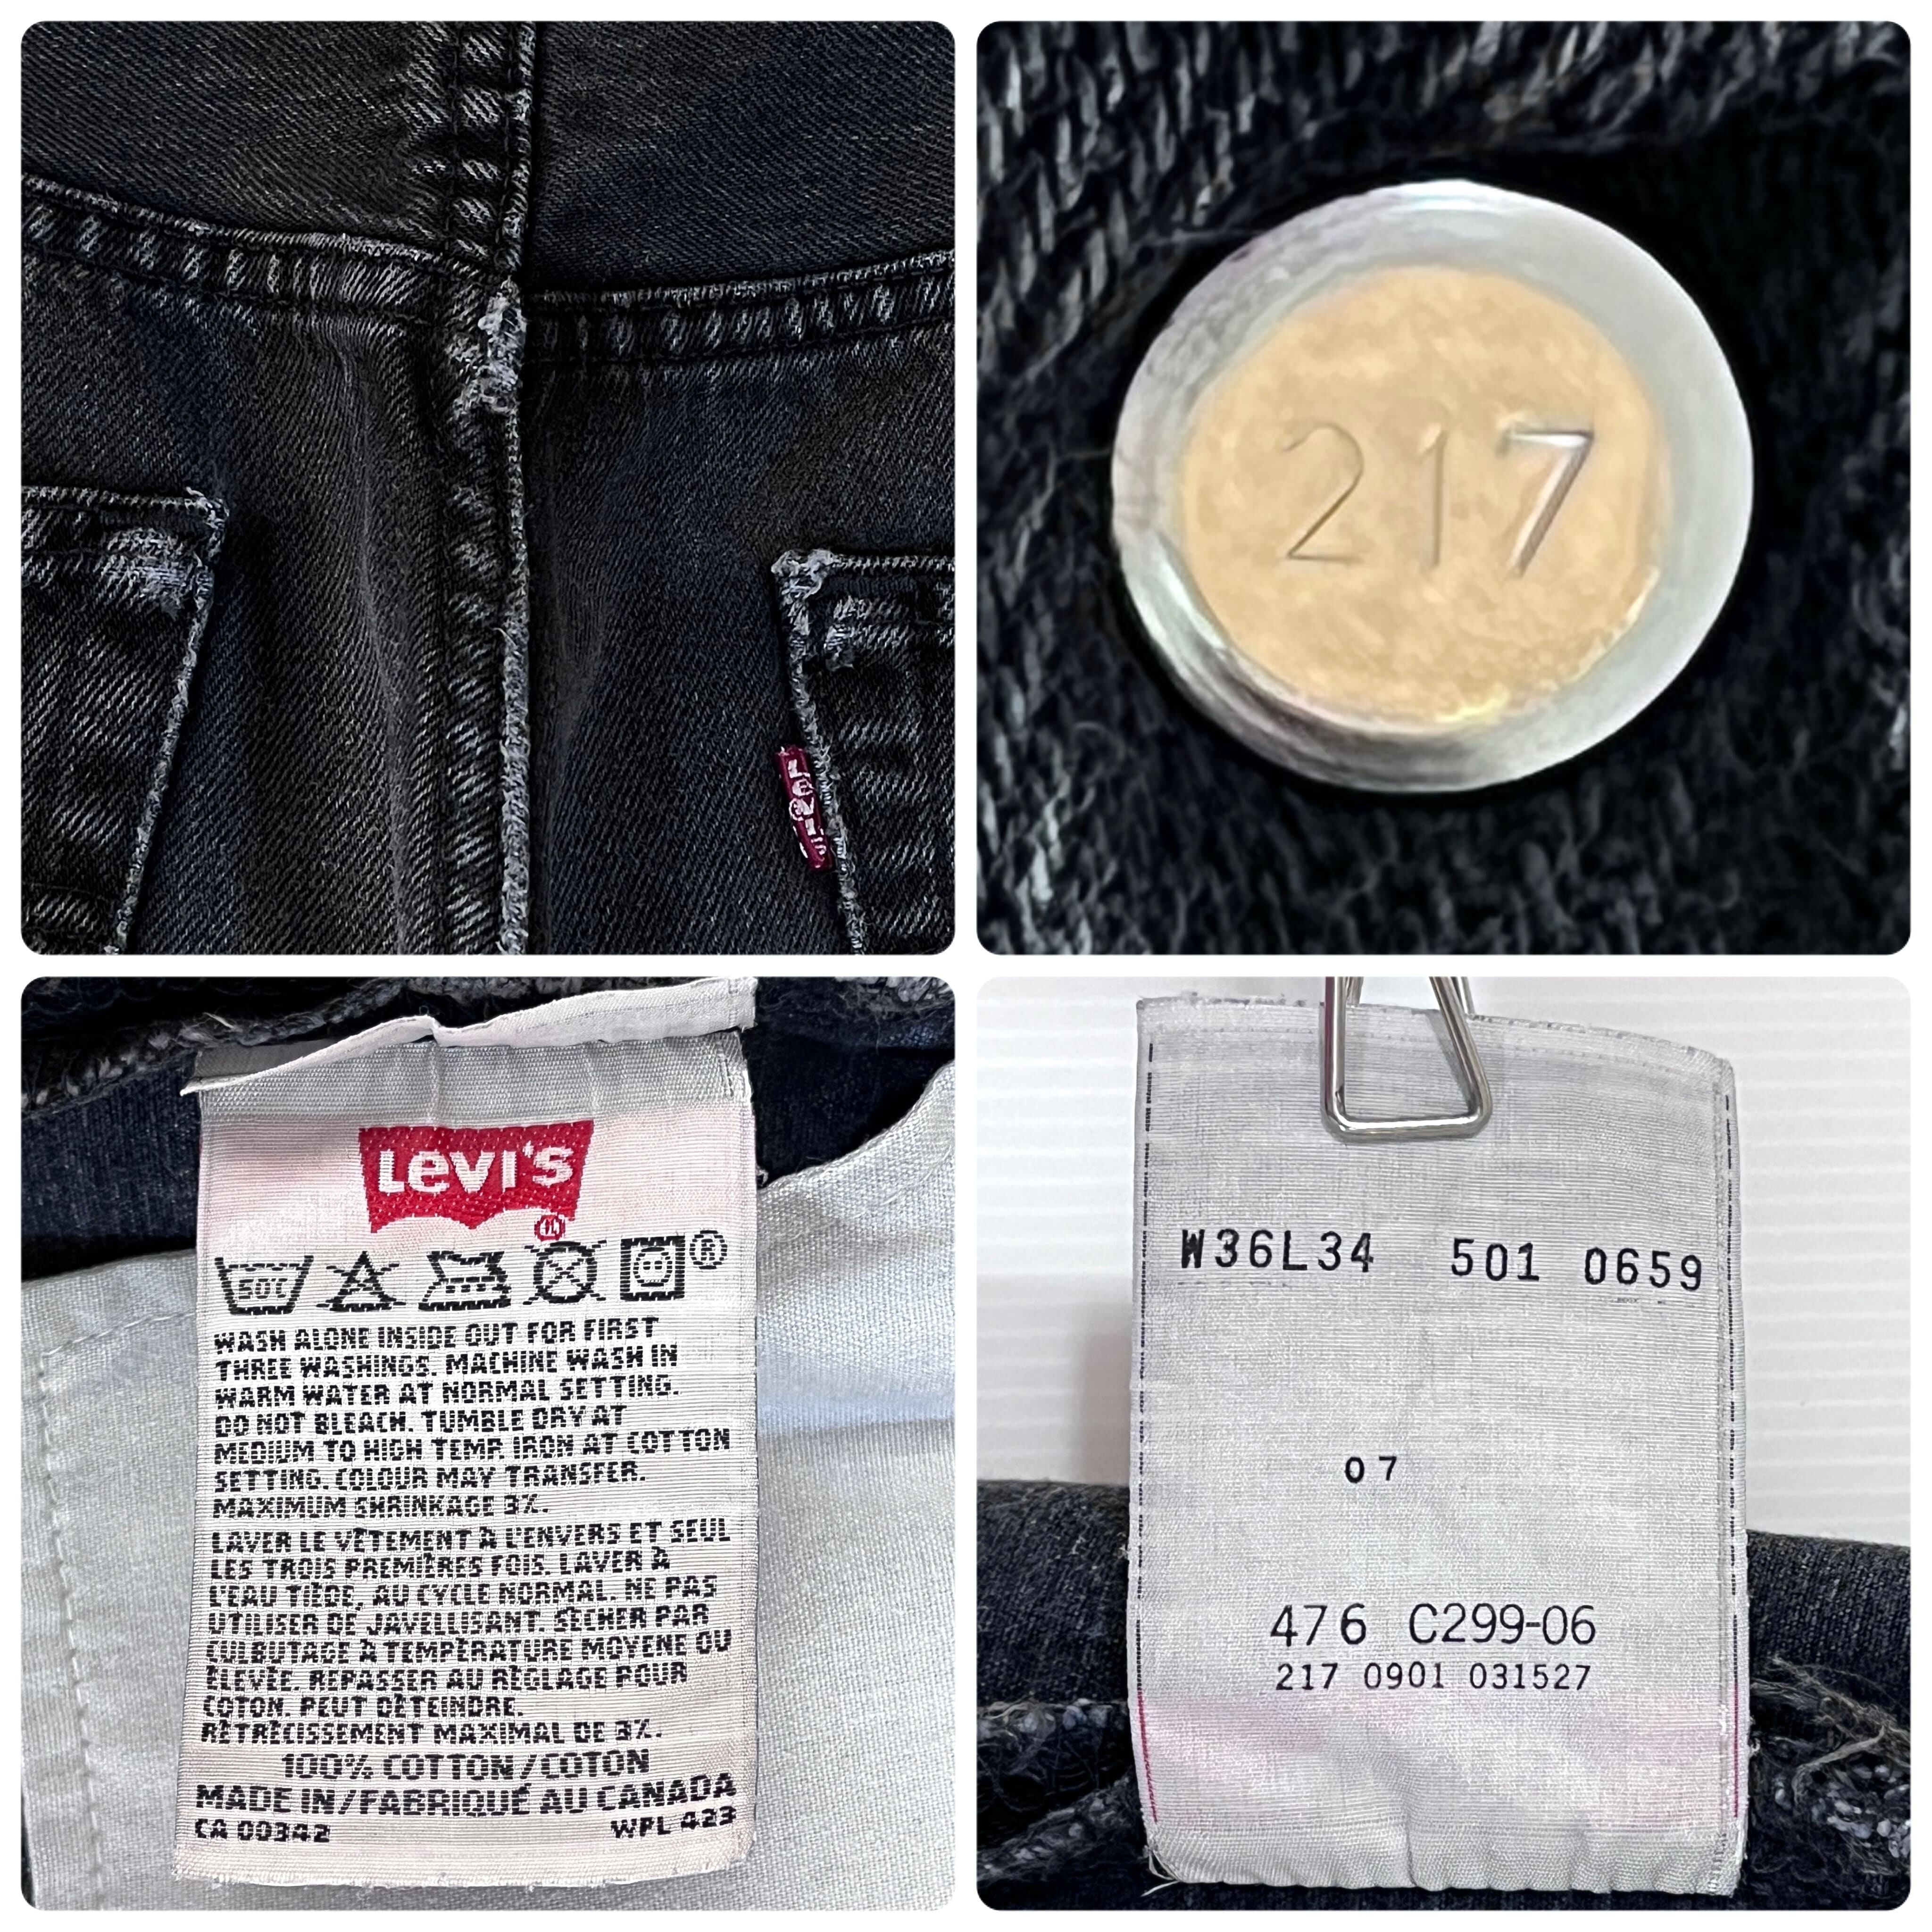 LEVI'S
217
LEVI'S
50°C
®
WASH ALONE INSIDE OUT FOR FIRST
THREE WASHINGS. MACHINE WASH IN
WARM WATER AT NORMAL SETTING.
DO NOT BLEACH. TUMBLE DRY AT
MEDIUM TO HIGH TEMP. IRON AT COTTON
SETTING. COLOUR MAY TRANSFER.
MAXIMUM SHRINKAGE 3%.
LAVER LE VÊTEMENT À L'ENVERS ET SEUL
LES TROIS PREMIÈRES FOIS. LAVER À
L'EAU TIÈDE, AU CYCLE NORMAL. NE PAS
UTILISER DE JAVELLISANT. SÉCHER PAR
CULBUTAGE À TEMPÉRATURE MOYENE OU
ÉLEVÉE. REPASSER AU RÉGLAGE POUR
COTON. PEUT DÉTEINDRE.
RÉTRÉCISSEMENT MAXIMAL DE 3%.
100% COTTON/COTON
MADE IN/FABRIQUÉ AU CANADA
CA 00342 WPL 423
W36L34 501 0659
07
476 C299-06
217 0901 031527